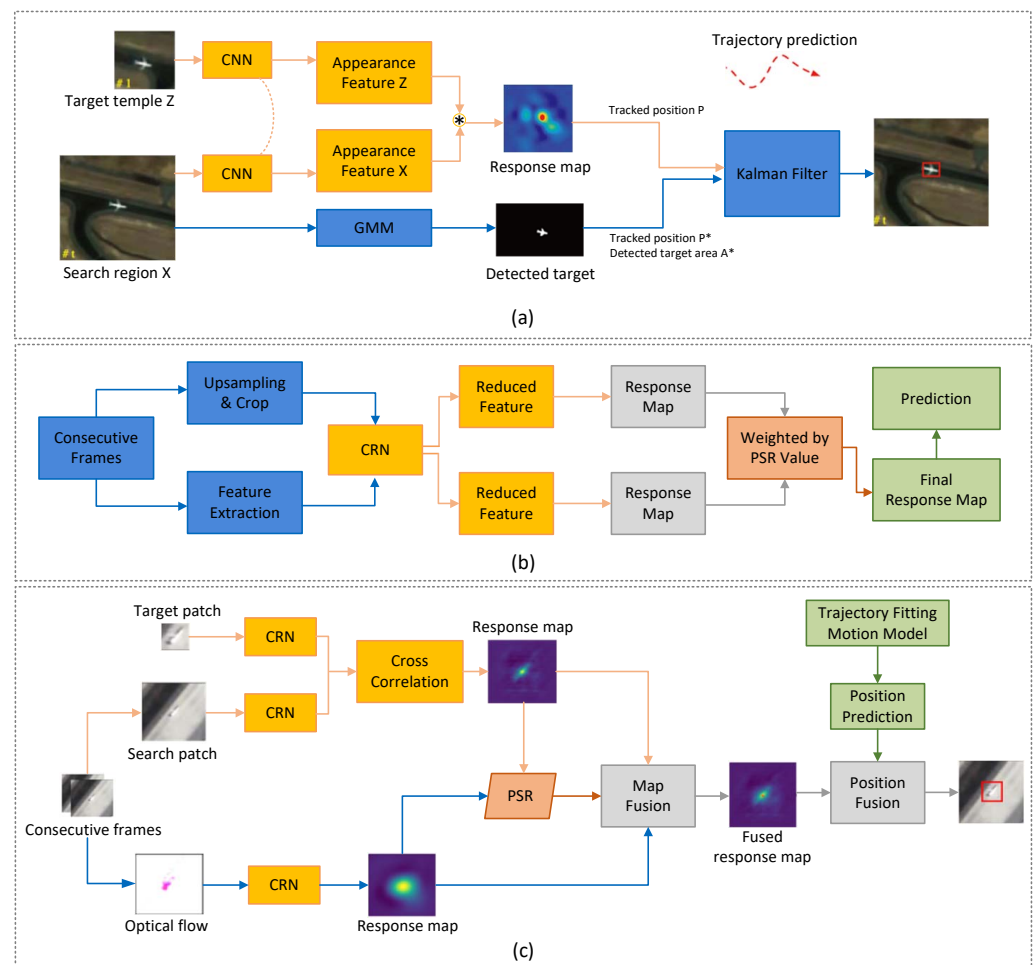 Target temple Z
#1
CNN
Appearance
Feature Z
Trajectory prediction
Tracked position P
*
Response map
CNN
Appearance
Feature X
Kalman Filter
#t
Search region X
GMM
Detected target
Tracked position P*
Detected target area A*
#t
(a)
Consecutive
Frames
Upsampling
& Crop
Feature
Extraction
CRN
Reduced
Feature
Reduced
Feature
Response
Map
Response
Map
Weighted by
PSR Value
Prediction
Final
Response Map
(b)
Target patch
CRN
Cross
Correlation
Response map
Trajectory Fitting
Motion Model
Search patch
CRN
Position
Prediction
Consecutive frames
PSR
Map
Fusion
Fused
response map
Position
Fusion
Optical flow
CRN
Response map
(c)